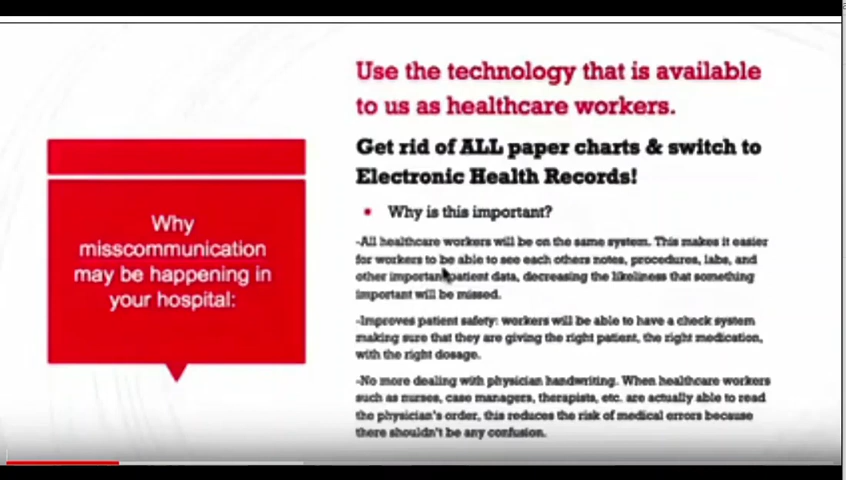 Use the technology that is available
to us as healthcare workers.
Get rid of ALL paper charts & switch to
Electronic Health Records!
• Why is this important?
-All healthcare workers will be on the same system. This makes it easier
for workers to be able to see each others notes, procedures, labs, and
other important patient data, decreasing the likeliness that something
important will be missed.
-Improves patient safety: workers will be able to have a check system
making sure that they are giving the right patient, the right medication,
with the right dosage.
-No more dealing with physician handwriting. When healthcare workers
such as nurses, case managers, therapists, etc. are actually able to read
the physician's order, this reduces the risk of medical errors because
there shouldn't be any confusion.
Why
misscommunication
may be happening in
your hospital: